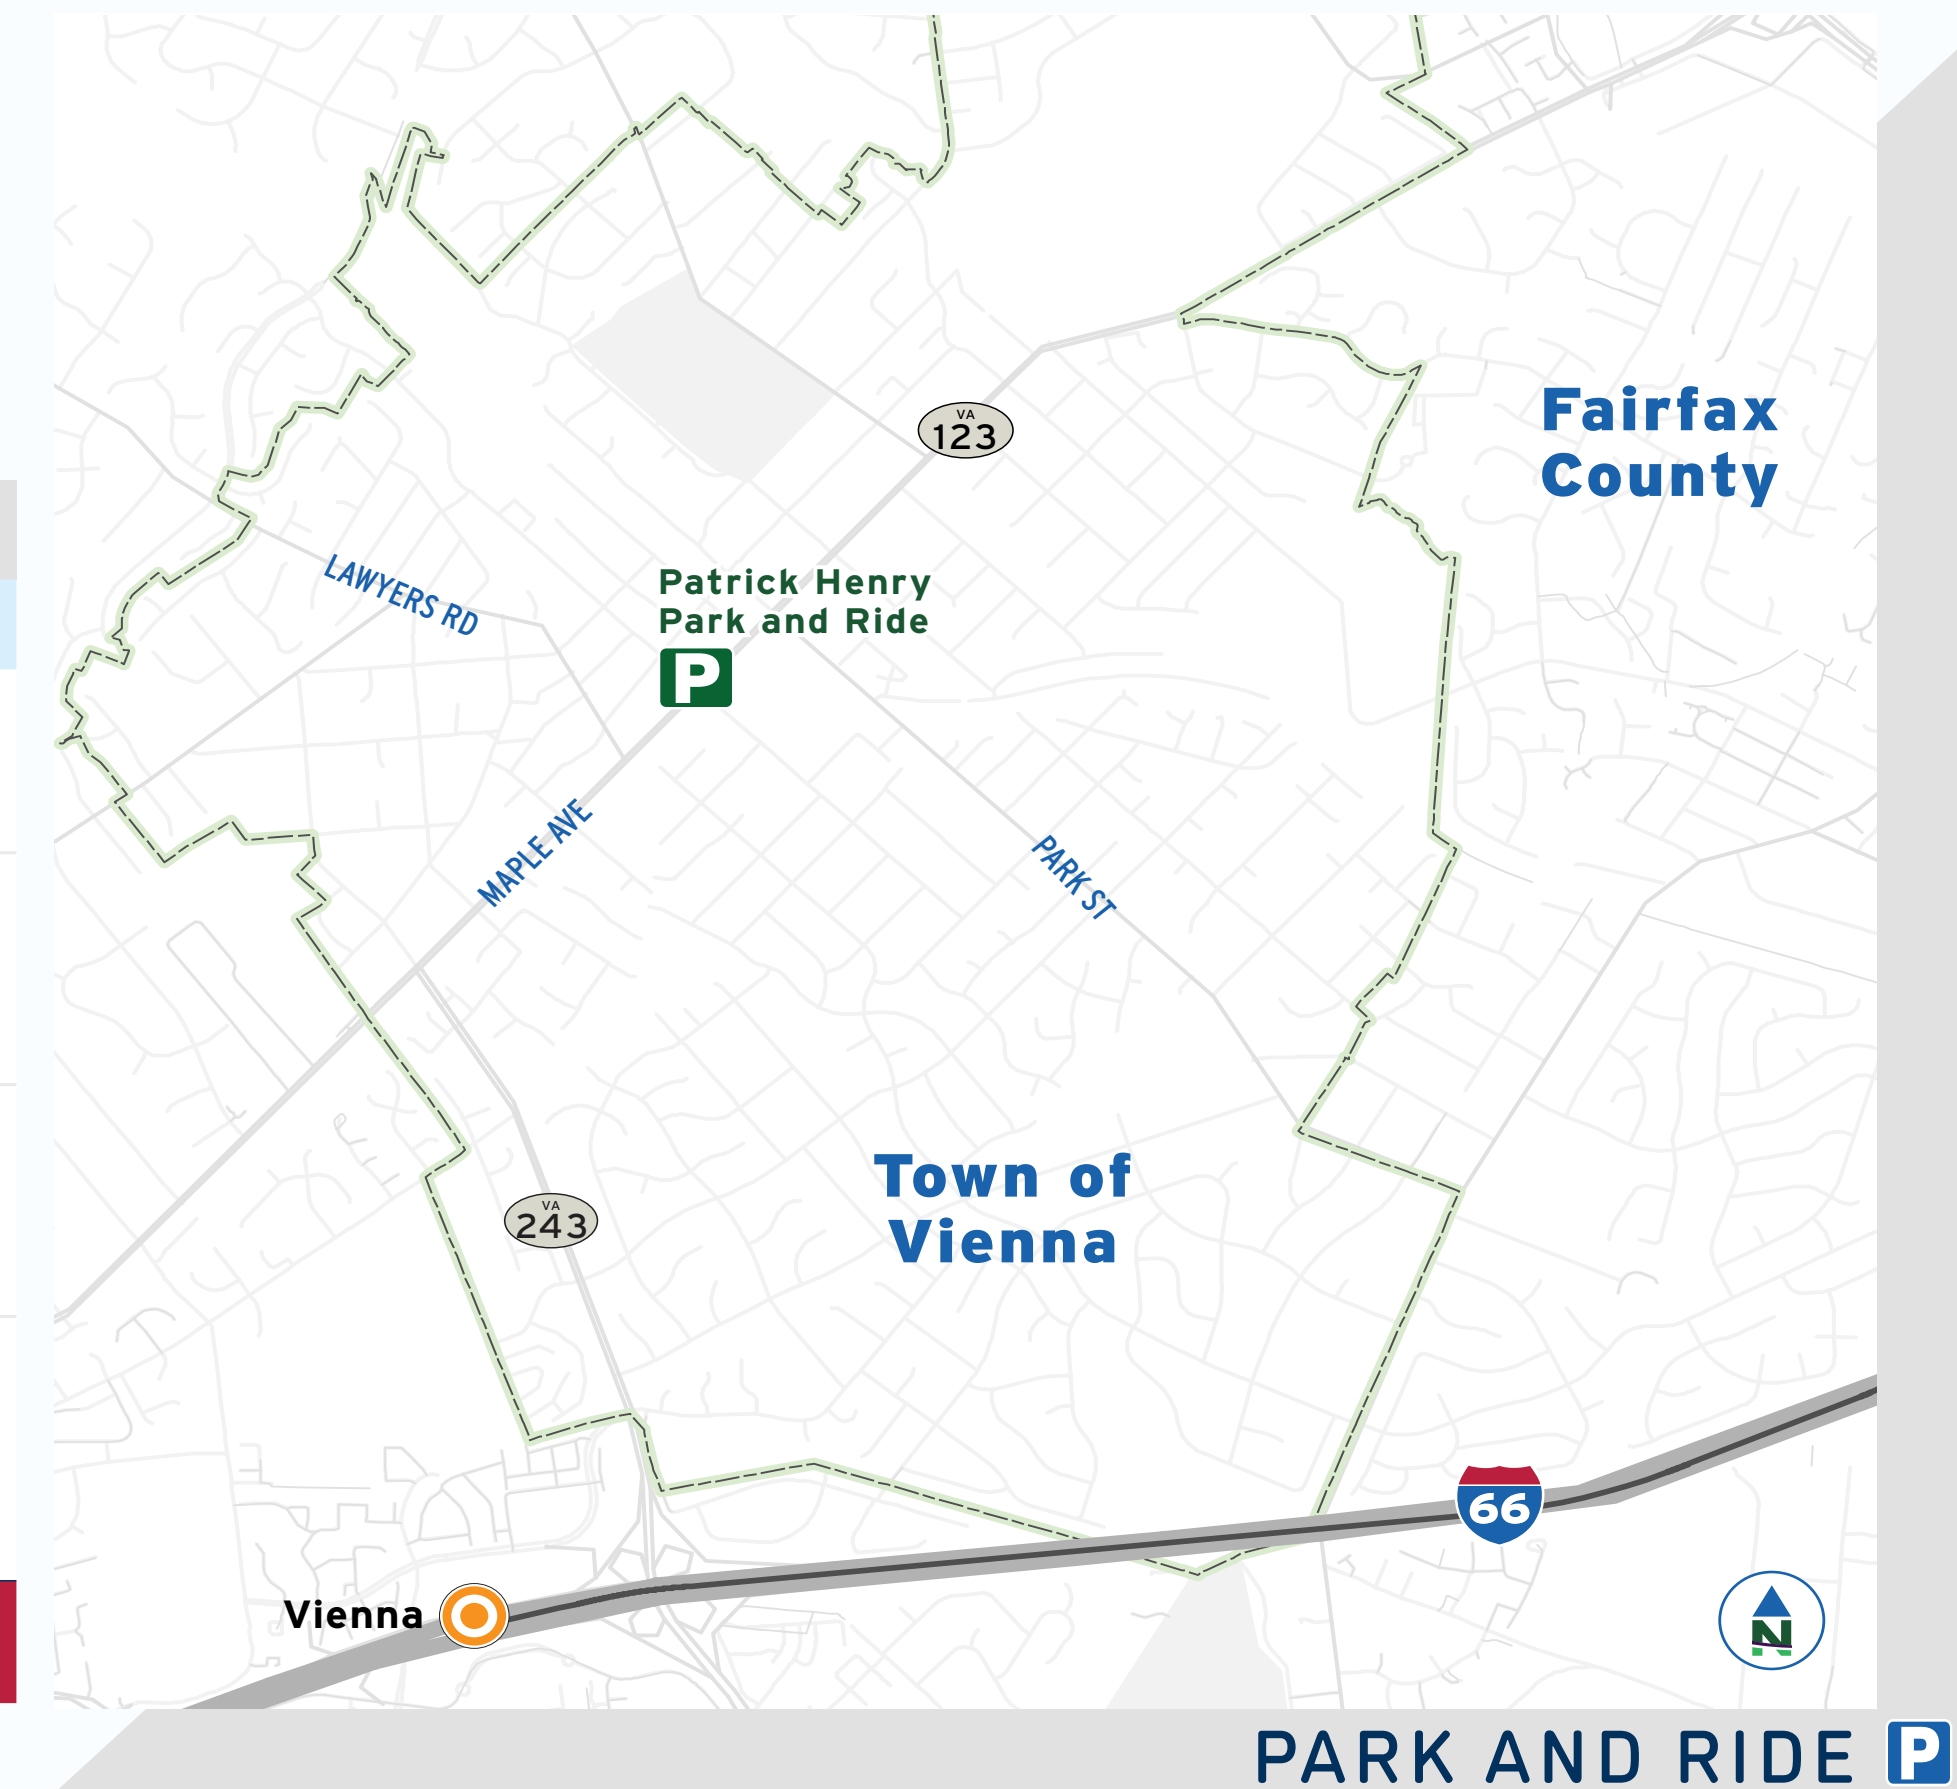 Fairfax
County
VA
123
LAWYERS RD
Patrick Henry
Park and Ride
P
MAPLE AVE
PARK ST
Town of
Vienna
VA
243
66
Vienna
N
PARK AND RIDE P